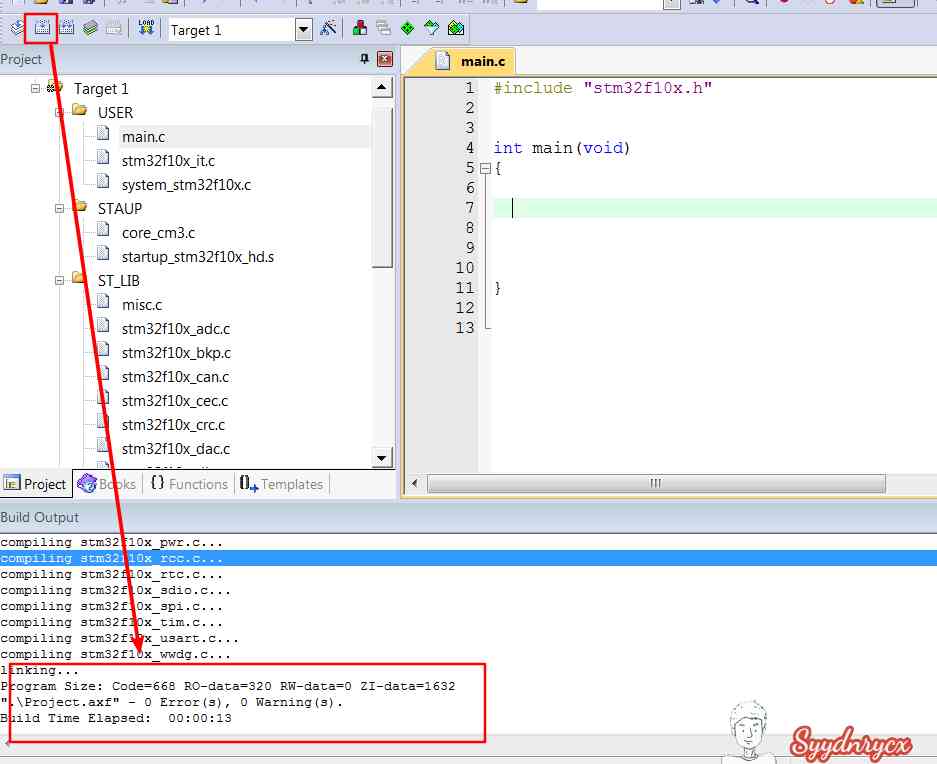 LOAD
Target 1
Project
main.c
Target 1
USER
main.c
stm32f10x_it.c
system_stm32f10x.c
STAUP
core_cm3.c
startup_stm32f10x_hd.s
ST_LIB
misc.c
stm32f10x_adc.c
stm32f10x_bkp.c
stm32f10x_can.c
stm32f10x_cec.c
stm32f10x_crc.c
stm32f10x_dac.c
1 #include "stm32f10x.h"
2
3
4 int main(void)
5 {
6
7
8
9
10
11 }
12
13
Project Books {} Functions Templates
Build Output
compiling stm32f10x_pwr.c...
compiling stm32f10x_rcc.c...
compiling stm32f10x_rtc.c...
compiling stm32f10x_sdio.c...
compiling stm32f10x_spi.c...
compiling stm32f10x_tim.c...
compiling stm32f10x_usart.c...
compiling stm32f10x_wwdg.c...
linking...
Program Size: Code=668 RO-data=320 RW-data=0 ZI-data=1632
".\Project.axf" - 0 Error(s), 0 Warning(s).
Build Time Elapsed:  00:00:13
Syydnrycx